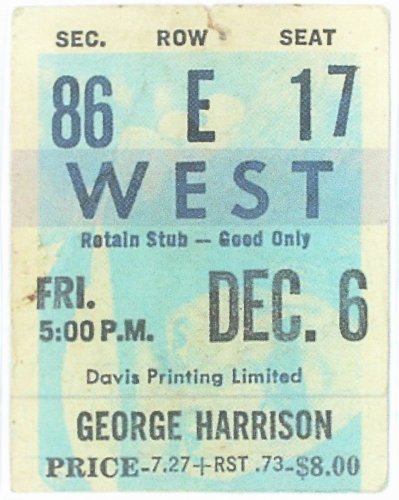 SEC. ROW SEAT
86 E 17
WEST
Retain Stub — Good Only
FRI. DEC. 6
5:00 P.M.
Davis Printing Limited
GEORGE HARRISON
PRICE-7.27+RST .73-$8.00